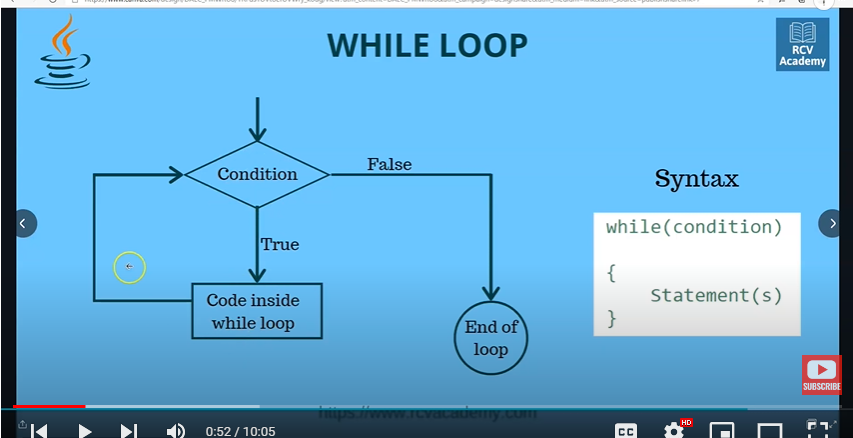 WHILE LOOP
RCV
Academy
Condition
False
True
Code inside
while loop
End of
loop
Syntax
while(condition)
{
Statement(s)
}
SUBSCRIBE
https://www.rcvacademy.com
0:52 / 10:05
CC
HD